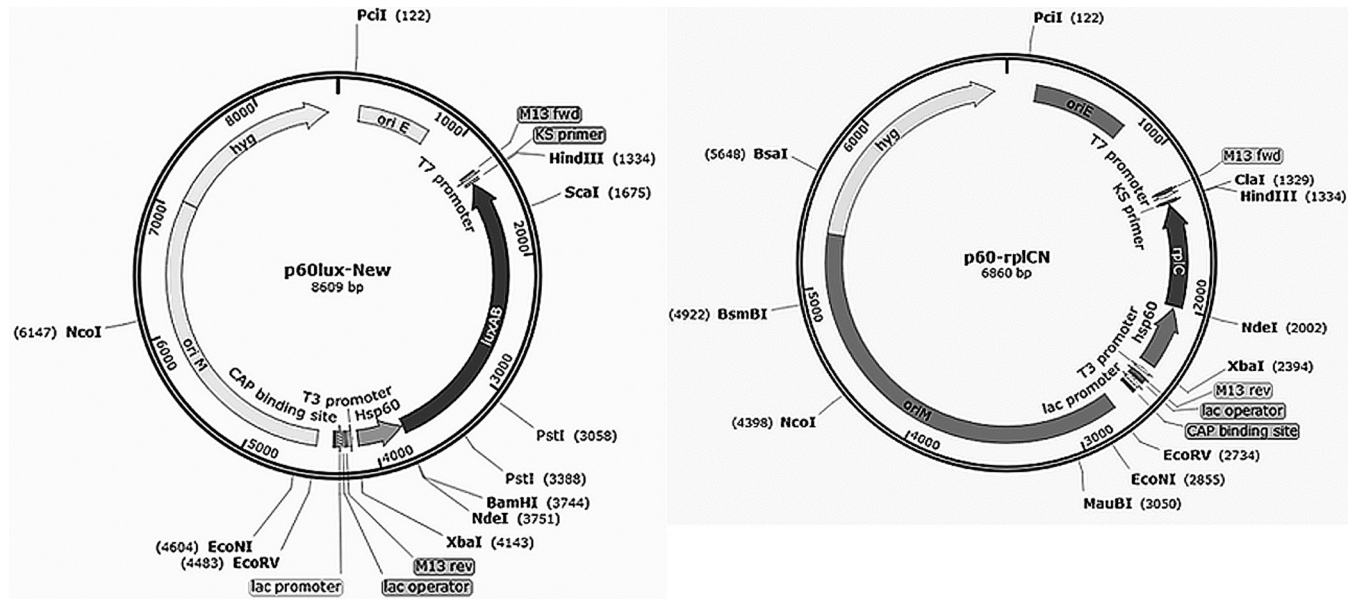 PciI (122)
8000
hyg
ori E
1000
M13 fwd
KS primer
T7 promoter
HindIII (1334)
ScaI (1675)
7000
2000
p60lux-New
8609 bp
luxAB
(6147) NcoI
6000
ori M
3000
CAP binding site
T3 promoter
Hsp60
5000
4000
PstI (3058)
PstI (3388)
BamHI (3744)
NdeI (3751)
XbaI (4143)
(4604) EcoNI
(4483) EcoRV
M13 rev
lac promoter
lac operator
PciI (122)
oriE
hyg
6000
1000
(5648) BsaI
T7 promoter
M13 fwd
KS primer
ClaI (1329)
HindIII (1334)
p60-rplCN
6860 bp
rplC
5000
2000
(4922) BsmBI
hsp60
NdeI (2002)
T3 promoter
XbaI (2394)
lac promoter
M13 rev
lac operator
CAP binding site
oriM
(4398) NcoI
4000
3000
EcoRV (2734)
EcoNI (2855)
MauBI (3050)